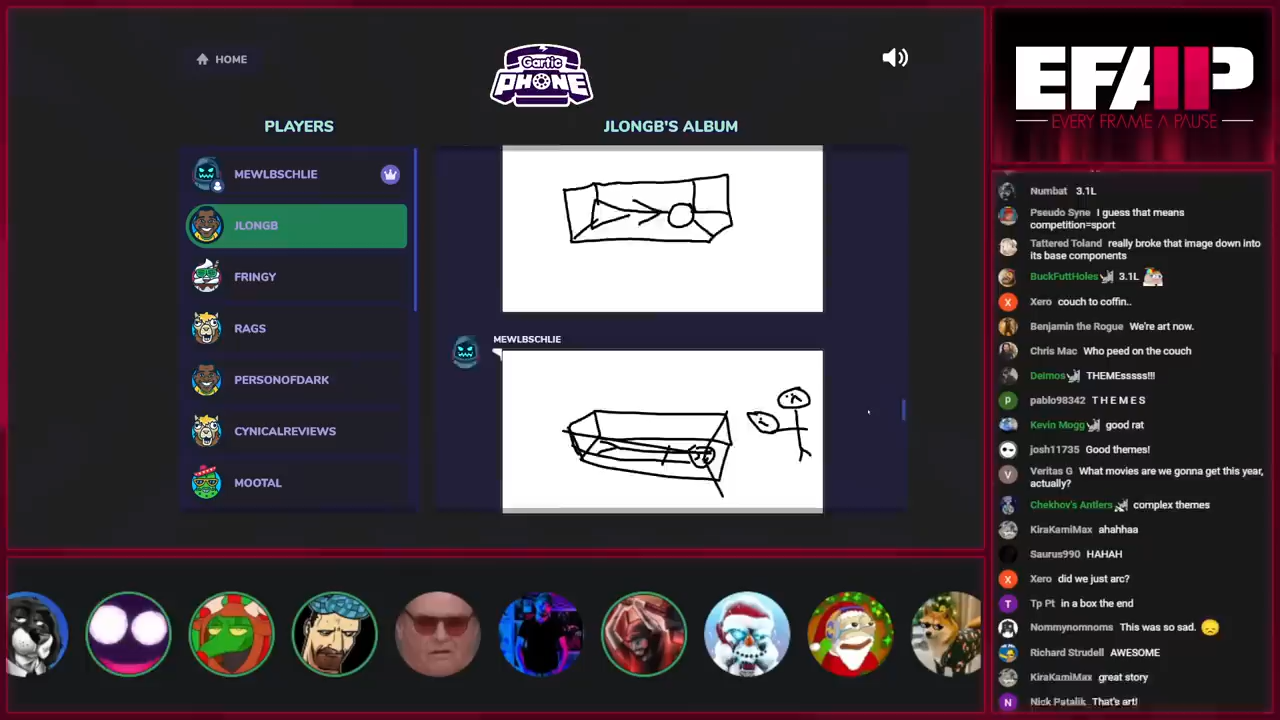 HOME
Gartic
PHONE
PLAYERS
JLONGB'S ALBUM
MEWLBSCHLIE
JLONGB
FRINGY
RAGS
PERSONOFDARK
CYNICALREVIEWS
MOOTAL
MEWLBSCHLIE
EFAP
EVERY FRAME A PAUSE
Numbat 3.1L
Pseudo Syne I guess that means
competition=sport
Tattered Toland really broke that image down into
its base components
BuckFuttHoles 3.1L
Xero couch to coffin..
Benjamin the Rogue We're art now.
Chris Mac Who peed on the couch
Deimos THEMEsssss!!!
P pablo98342 T H E M E S
Kevin Mogg good rat
josh11735 Good themes!
Veritas G What movies are we gonna get this year,
actually?
Chekhov's Antlers complex themes
KiraKamiMax ahahhaa
Saurus990 HAHAH
X Xero did we just arc?
T Tp Pt in a box the end
Nommynomnoms This was so sad.
Richard Strudell AWESOME
KiraKamiMax great story
N Nick Patalik That's art!